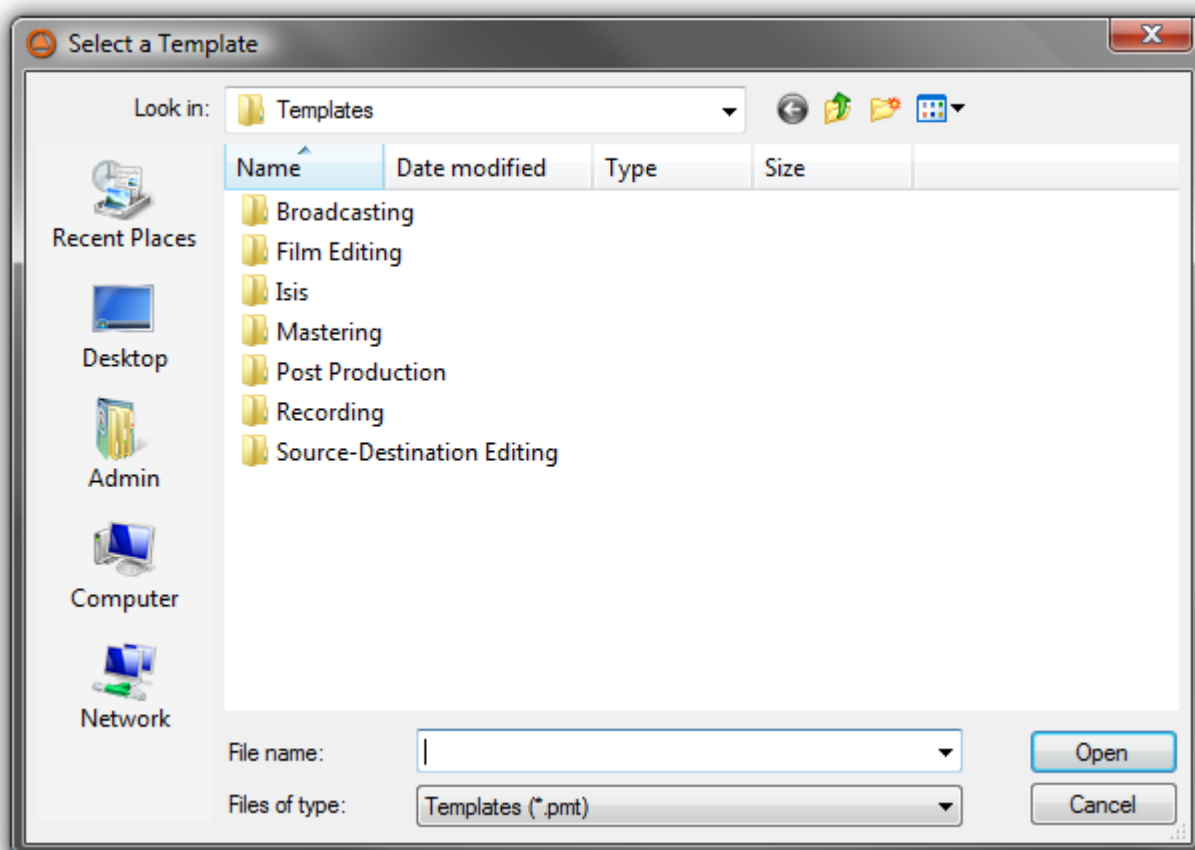 Select a Template
Look in: Templates
Name Date modified Type Size
Recent Places
Desktop
Admin
Computer
Network
Broadcasting
Film Editing
Isis
Mastering
Post Production
Recording
Source-Destination Editing
File name: Open
Files of type: Templates (*.pmt) Cancel